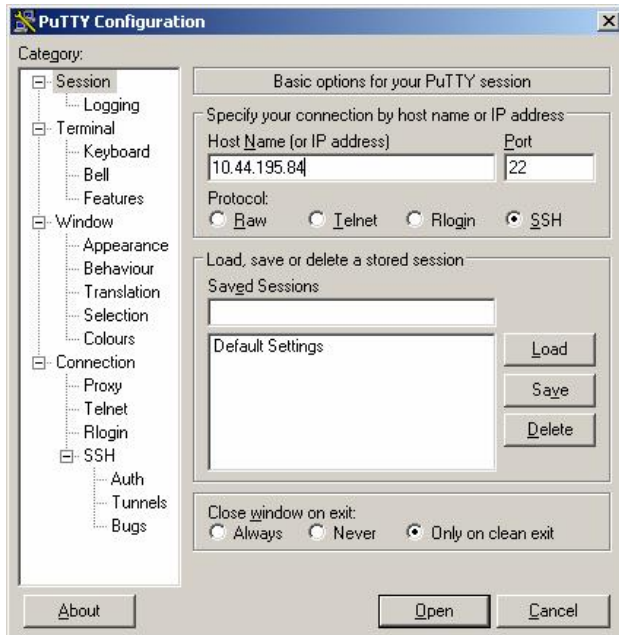 PuTTY Configuration
Category:
Session
Logging
Terminal
Keyboard
Bell
Features
Window
Appearance
Behaviour
Translation
Selection
Colours
Connection
Proxy
Telnet
Rlogin
SSH
Auth
Tunnels
Bugs
Basic options for your PuTTY session
Specify your connection by host name or IP address
Host Name (or IP address) Port
10.44.195.84 22
Protocol:
Raw Telnet Rlogin SSH
Load, save or delete a stored session
Saved Sessions
Default Settings
Load
Save
Delete
Close window on exit:
Always Never Only on clean exit
About Open Cancel